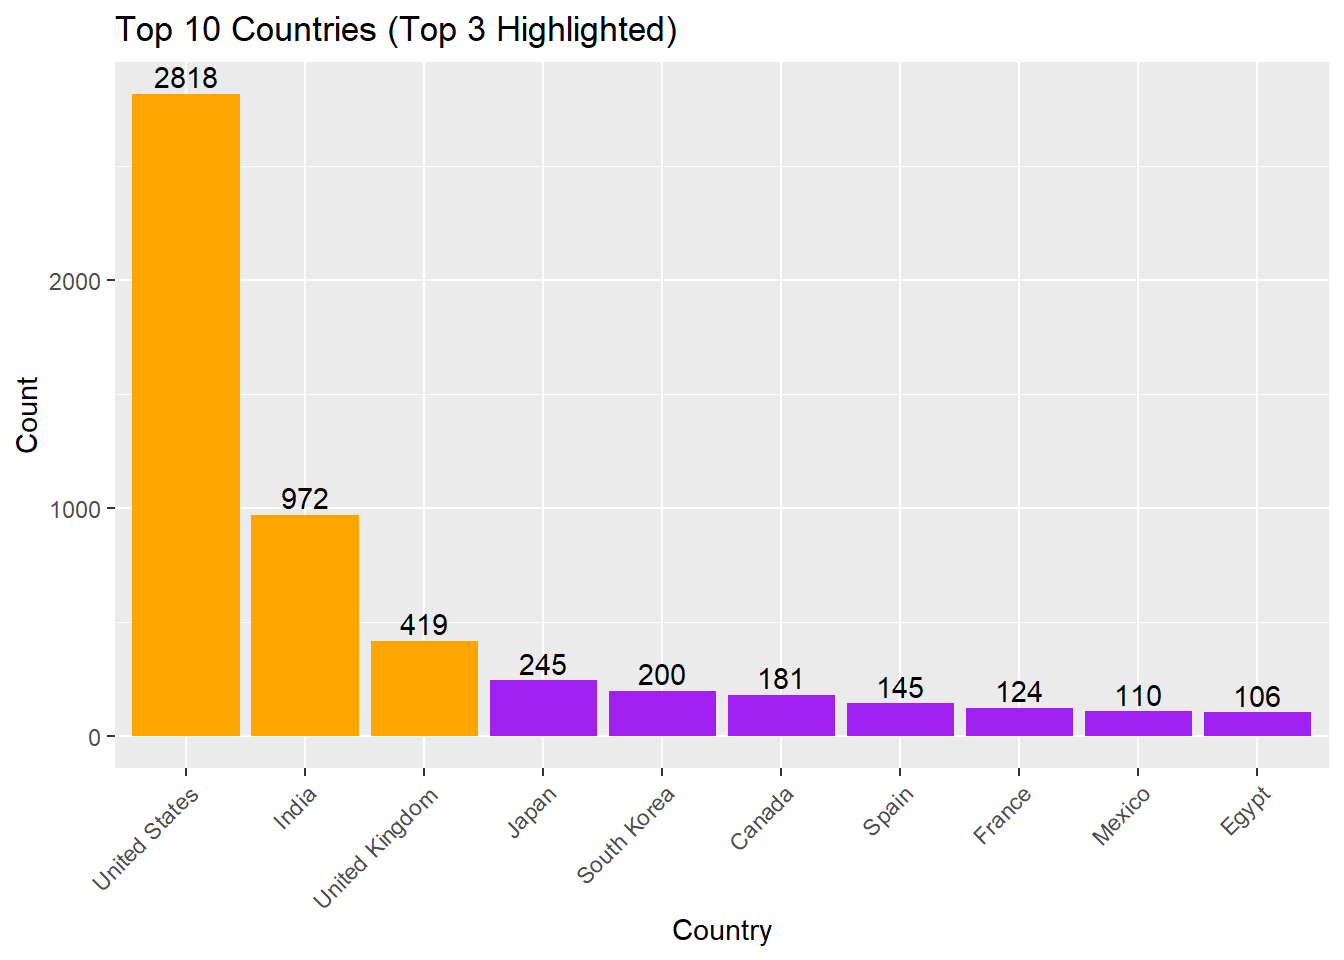 Top 10 Countries (Top 3 Highlighted)
2818
972
419
245
200
181
145
124
110
106
2000
1000
0
Count
United States
India
United Kingdom
Japan
South Korea
Canada
Spain
France
Mexico
Egypt
Country